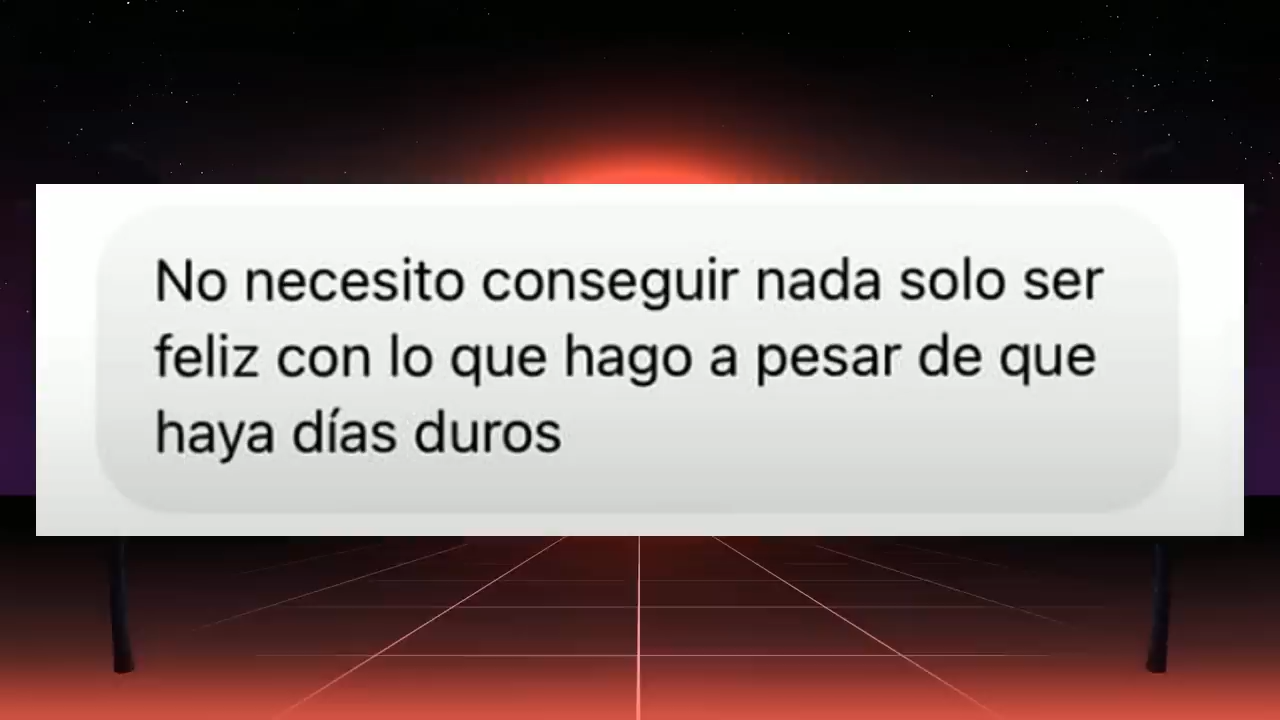 No necesito conseguir nada solo ser
feliz con lo que hago a pesar de que
haya días duros